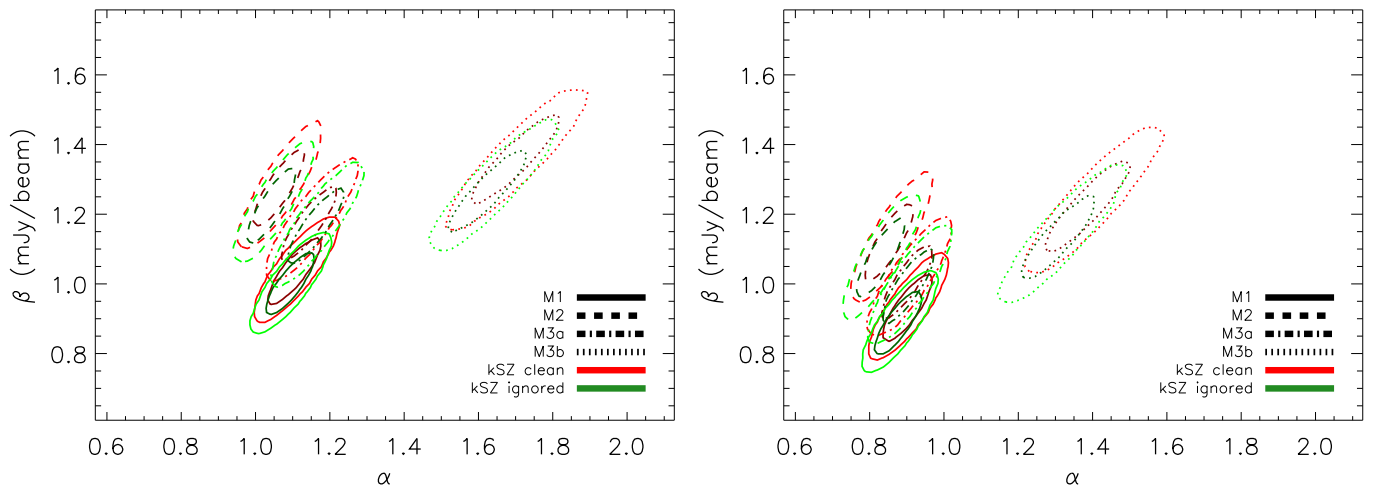 β (mJy/beam)
1.6
1.4
1.2
1.0
0.8
M1
M2
M3a
M3b
kSZ clean
kSZ ignored
0.6 0.8 1.0 1.2 1.4 1.6 1.8 2.0
α
β (mJy/beam)
1.6
1.4
1.2
1.0
0.8
M1
M2
M3a
M3b
kSZ clean
kSZ ignored
0.6 0.8 1.0 1.2 1.4 1.6 1.8 2.0
α